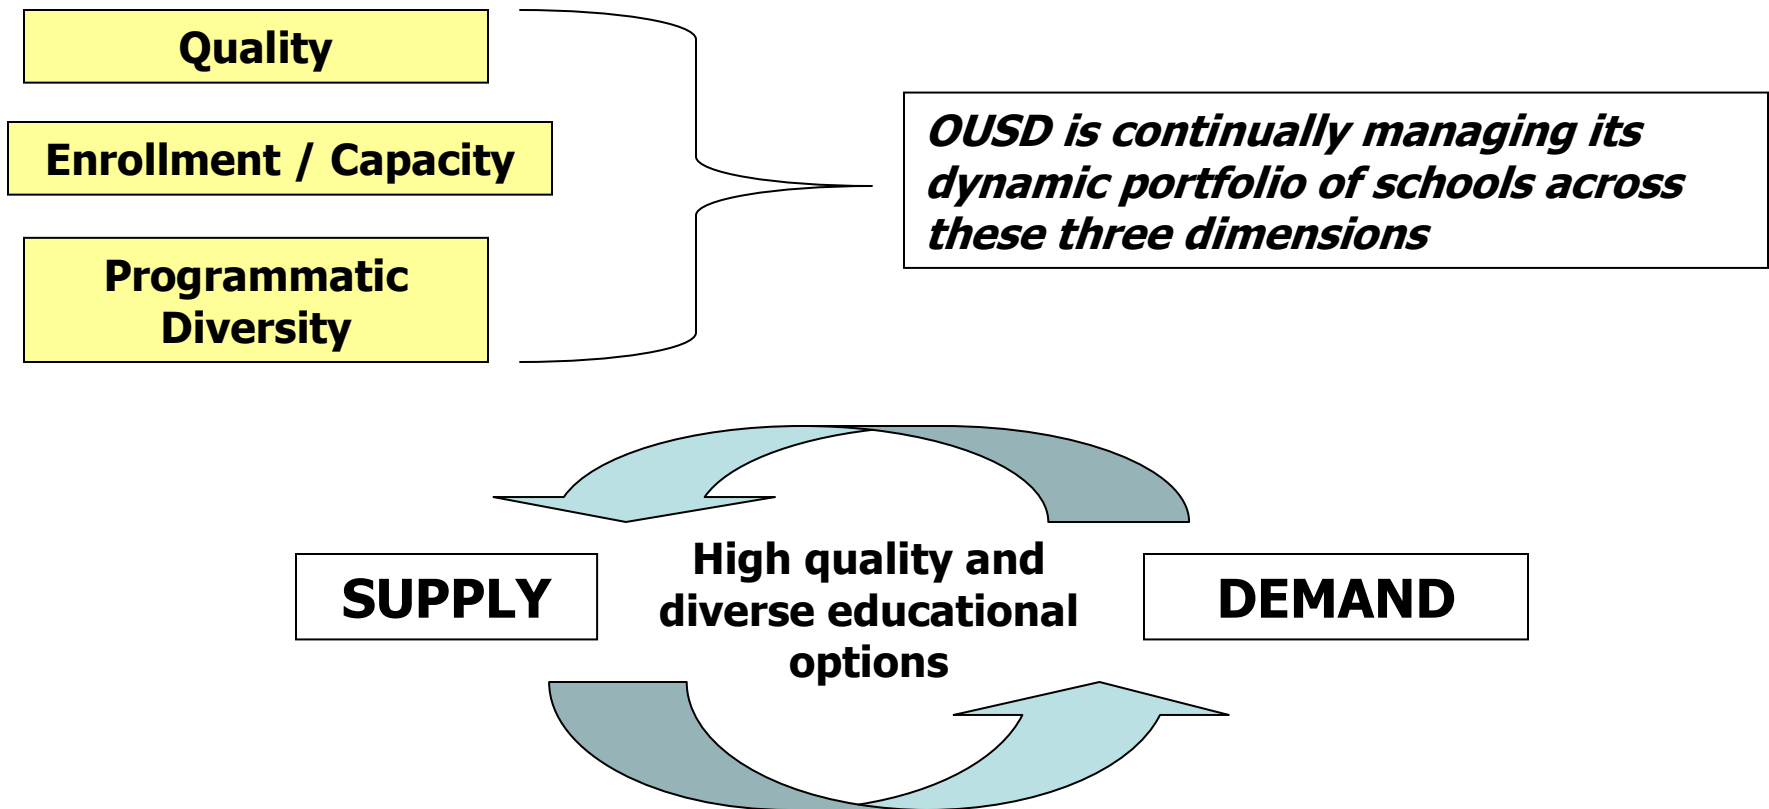 Quality
Enrollment / Capacity
Programmatic
Diversity
OUSD is continually managing its
dynamic portfolio of schools across
these three dimensions
SUPPLY
High quality and
diverse educational
options
DEMAND